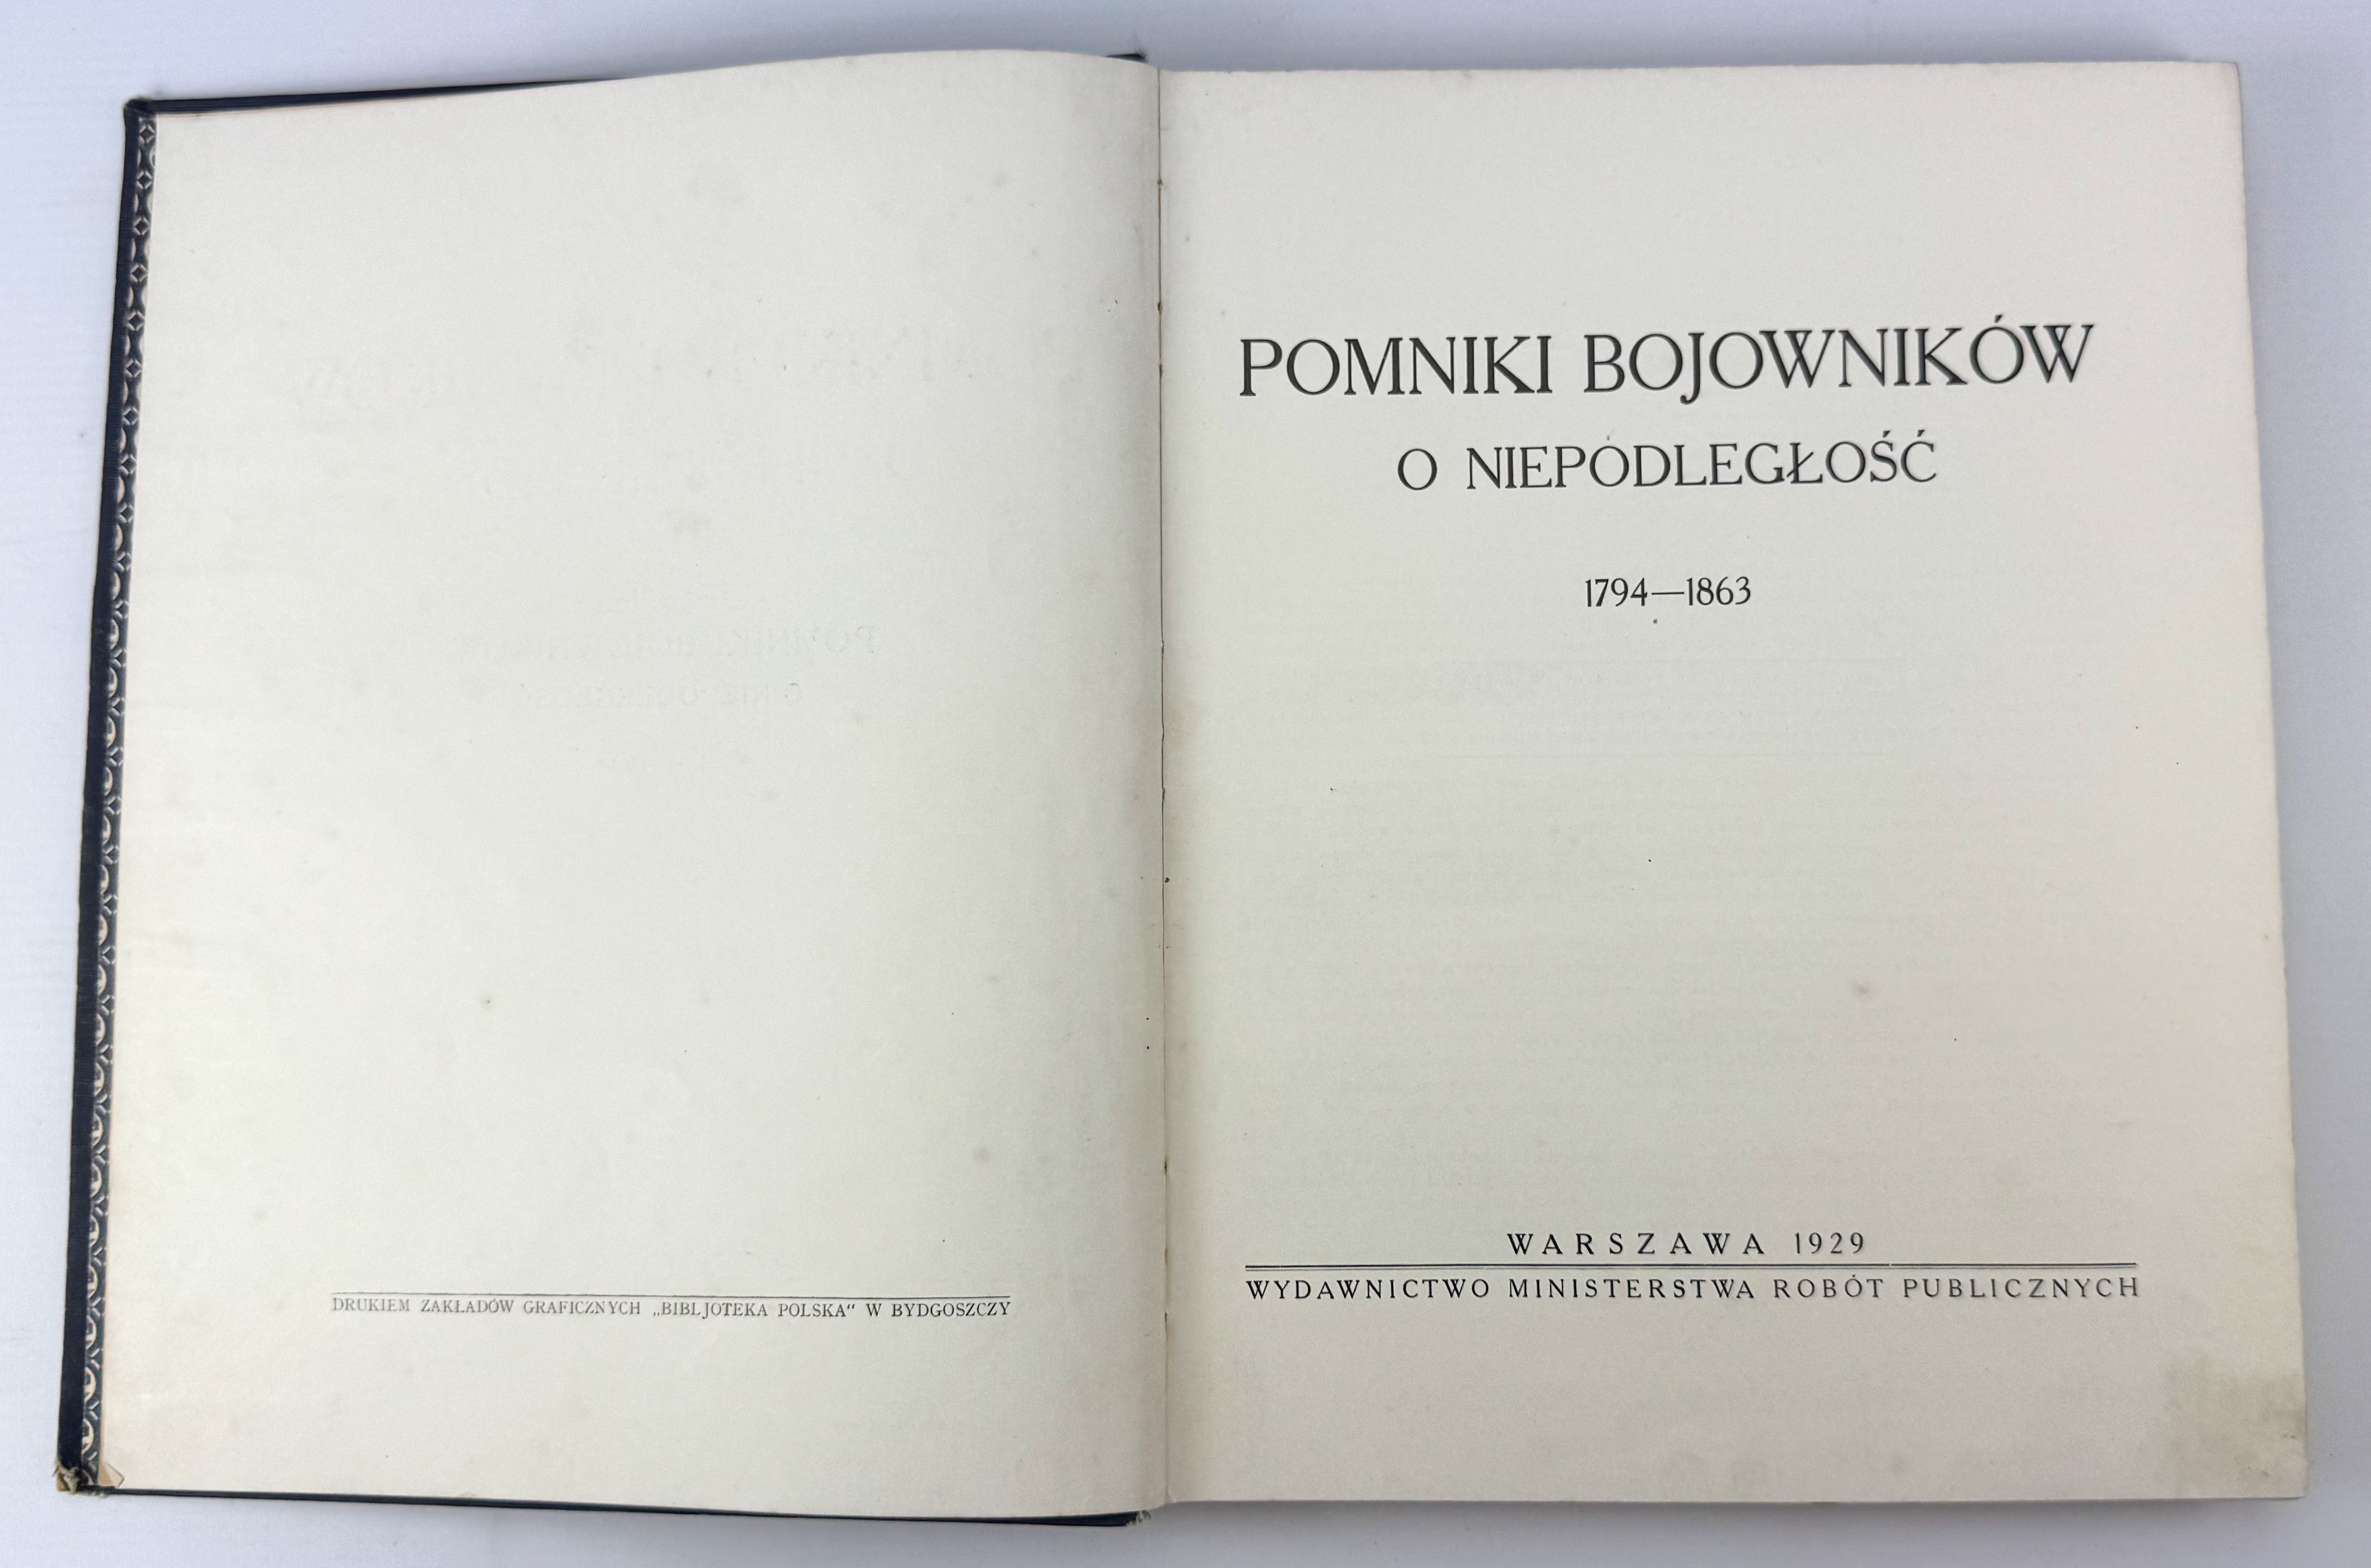 DRUKIEM ZAKŁADÓW GRAFICZNYCH „BIBLJOTEKA POLSKA“ W BYDGOSZCZY
POMNIKI BOJOWNIKÓW
O NIEPODLEGŁOŚĆ
1794—1863
WARSZAWA 1929
WYDAWNICTWO MINISTERSTWA ROBÓT PUBLICZNYCH